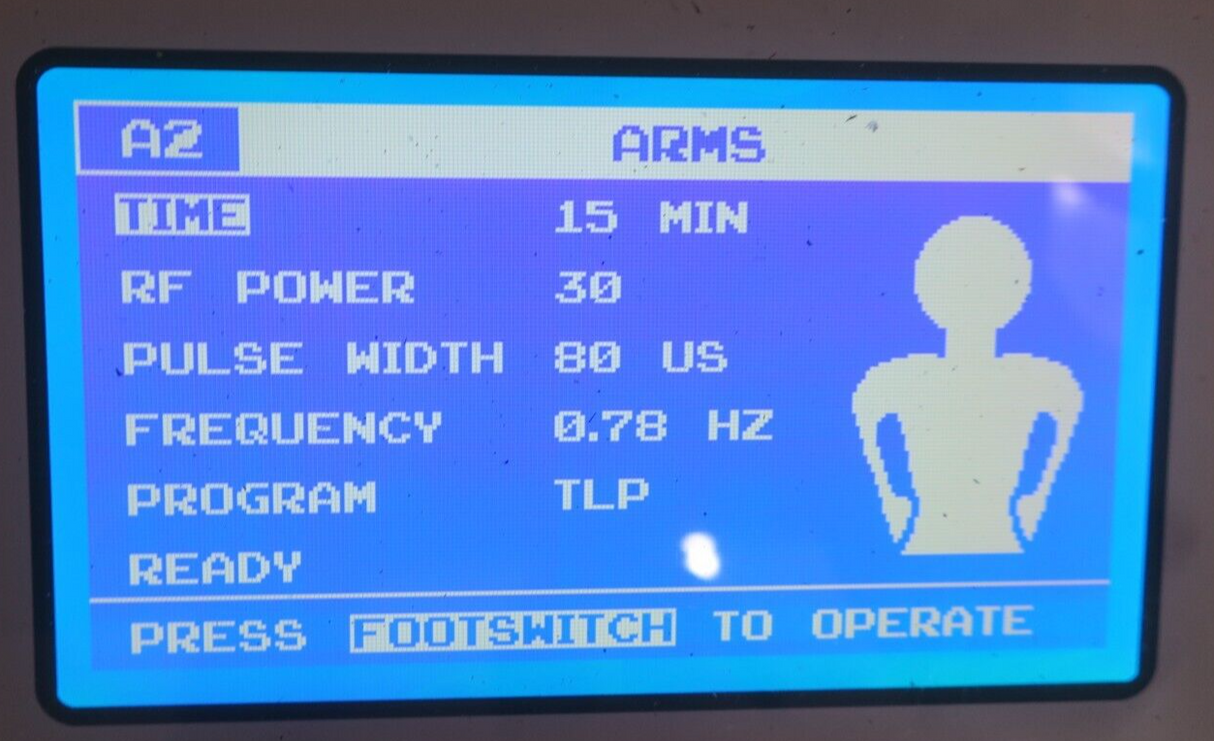 A2 ARMS
TIME 15 MIN
RF POWER 30
PULSE WIDTH 80 US
FREQUENCY 0.78 HZ
PROGRAM TLP
READY
PRESS FOOTSWITCH TO OPERATE